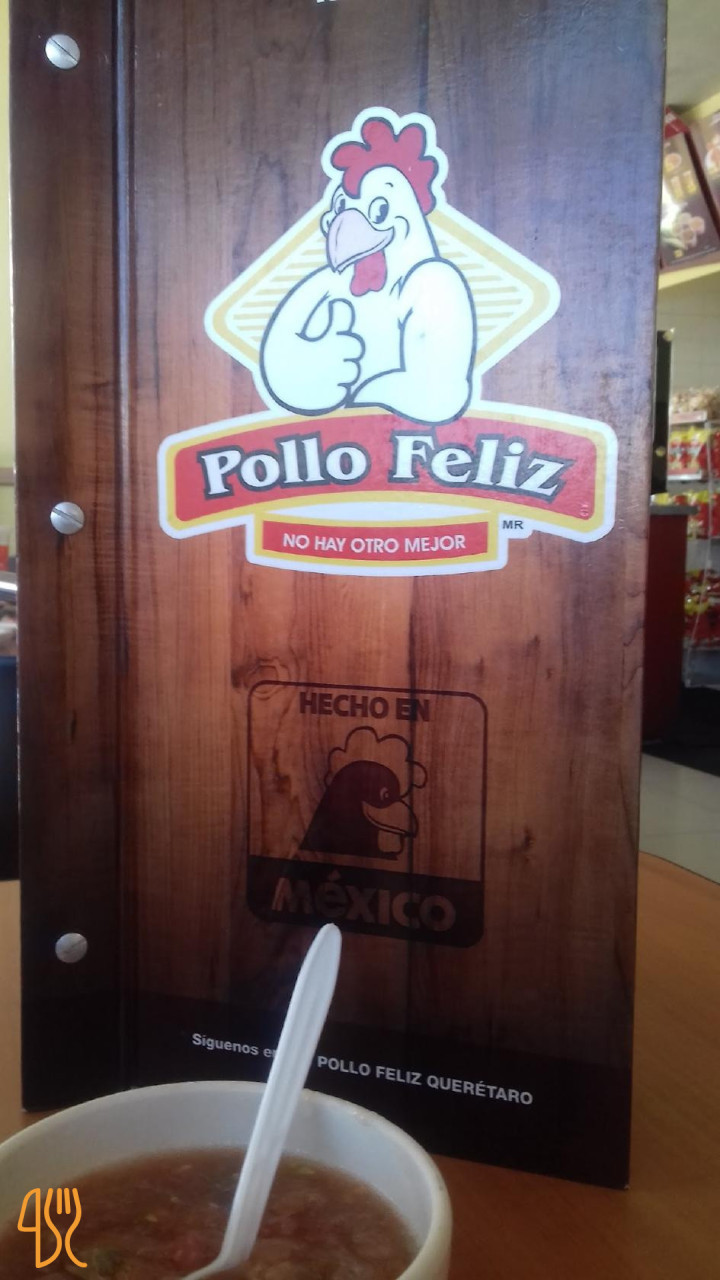 Pollo Feliz
MR
NO HAY OTRO MEJOR
HECHO EN
MéXICO
Síguenos POLLO FELIZ QUERÉTARO